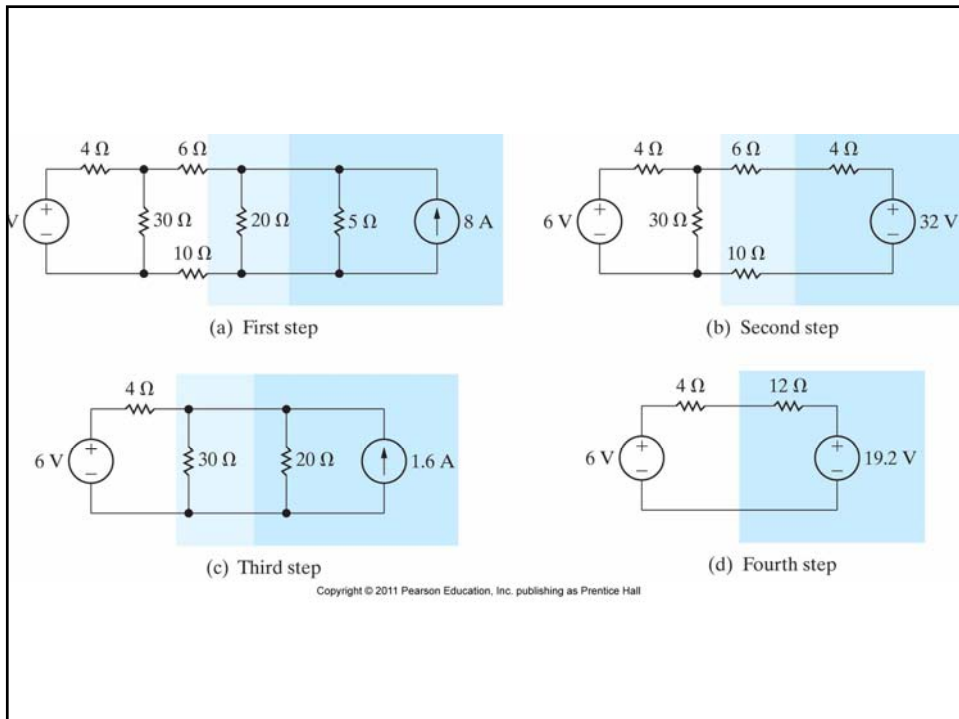 4 Ω 6 Ω
V 30 Ω 20 Ω 5 Ω 8 A
10 Ω
(a) First step
4 Ω 6 Ω 4 Ω
6 V 30 Ω 32 V
10 Ω
(b) Second step
4 Ω
6 V 30 Ω 20 Ω 1.6 A
(c) Third step
4 Ω 12 Ω
6 V 19.2 V
(d) Fourth step
Copyright © 2011 Pearson Education, Inc. publishing as Prentice Hall